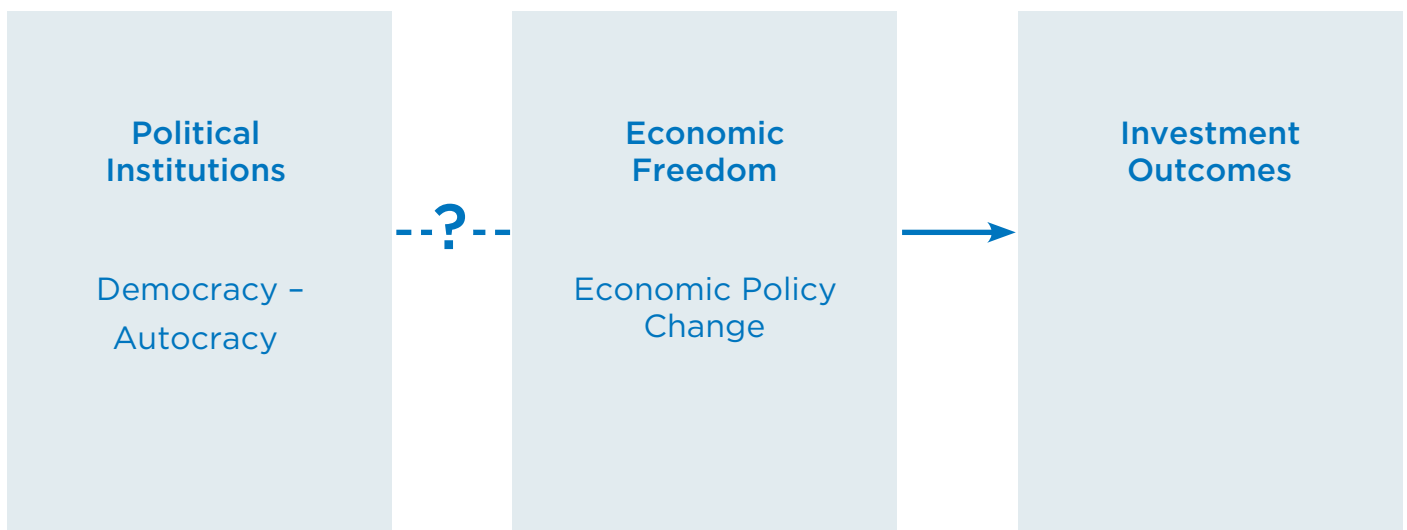 Political
Institutions
Democracy –
Autocracy
?
Economic
Freedom
Economic Policy
Change
Investment
Outcomes